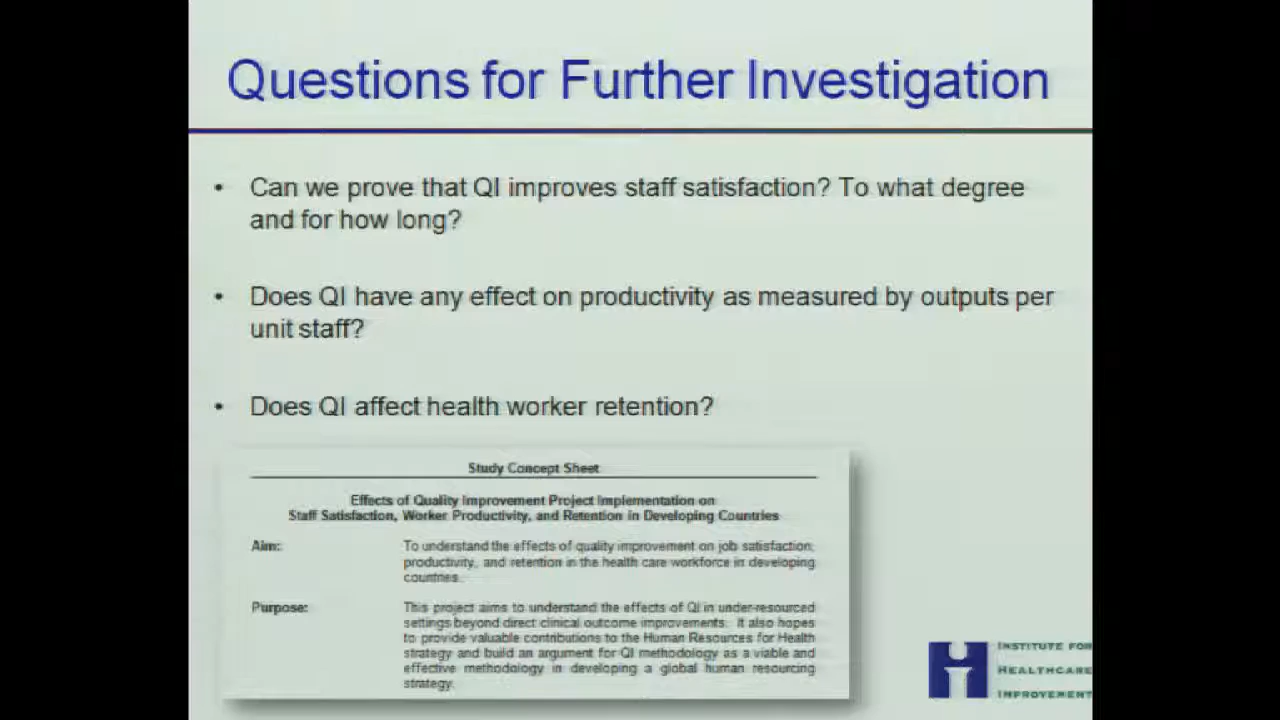 Questions for Further Investigation
• Can we prove that QI improves staff satisfaction? To what degree
and for how long?
• Does QI have any effect on productivity as measured by outputs per
unit staff?
• Does QI affect health worker retention?
Study Concept Sheet
Effects of Quality Improvement Project Implementation on
Staff Satisfaction, Worker Productivity, and Retention in Developing Countries
Aim: To understand the effects of quality improvement on job satisfaction,
productivity, and retention in the health care workforce in developing
countries.
Purpose: This project aims to understand the effects of QI in under-resourced
settings beyond direct clinical outcome improvements. It also hopes
to provide valuable contributions to the Human Resources for Health
strategy and build an argument for QI methodology as a viable and
effective methodology in developing a global human resourcing
strategy.
INSTITUTE FOR
HEALTHCARE
IMPROVEMENT